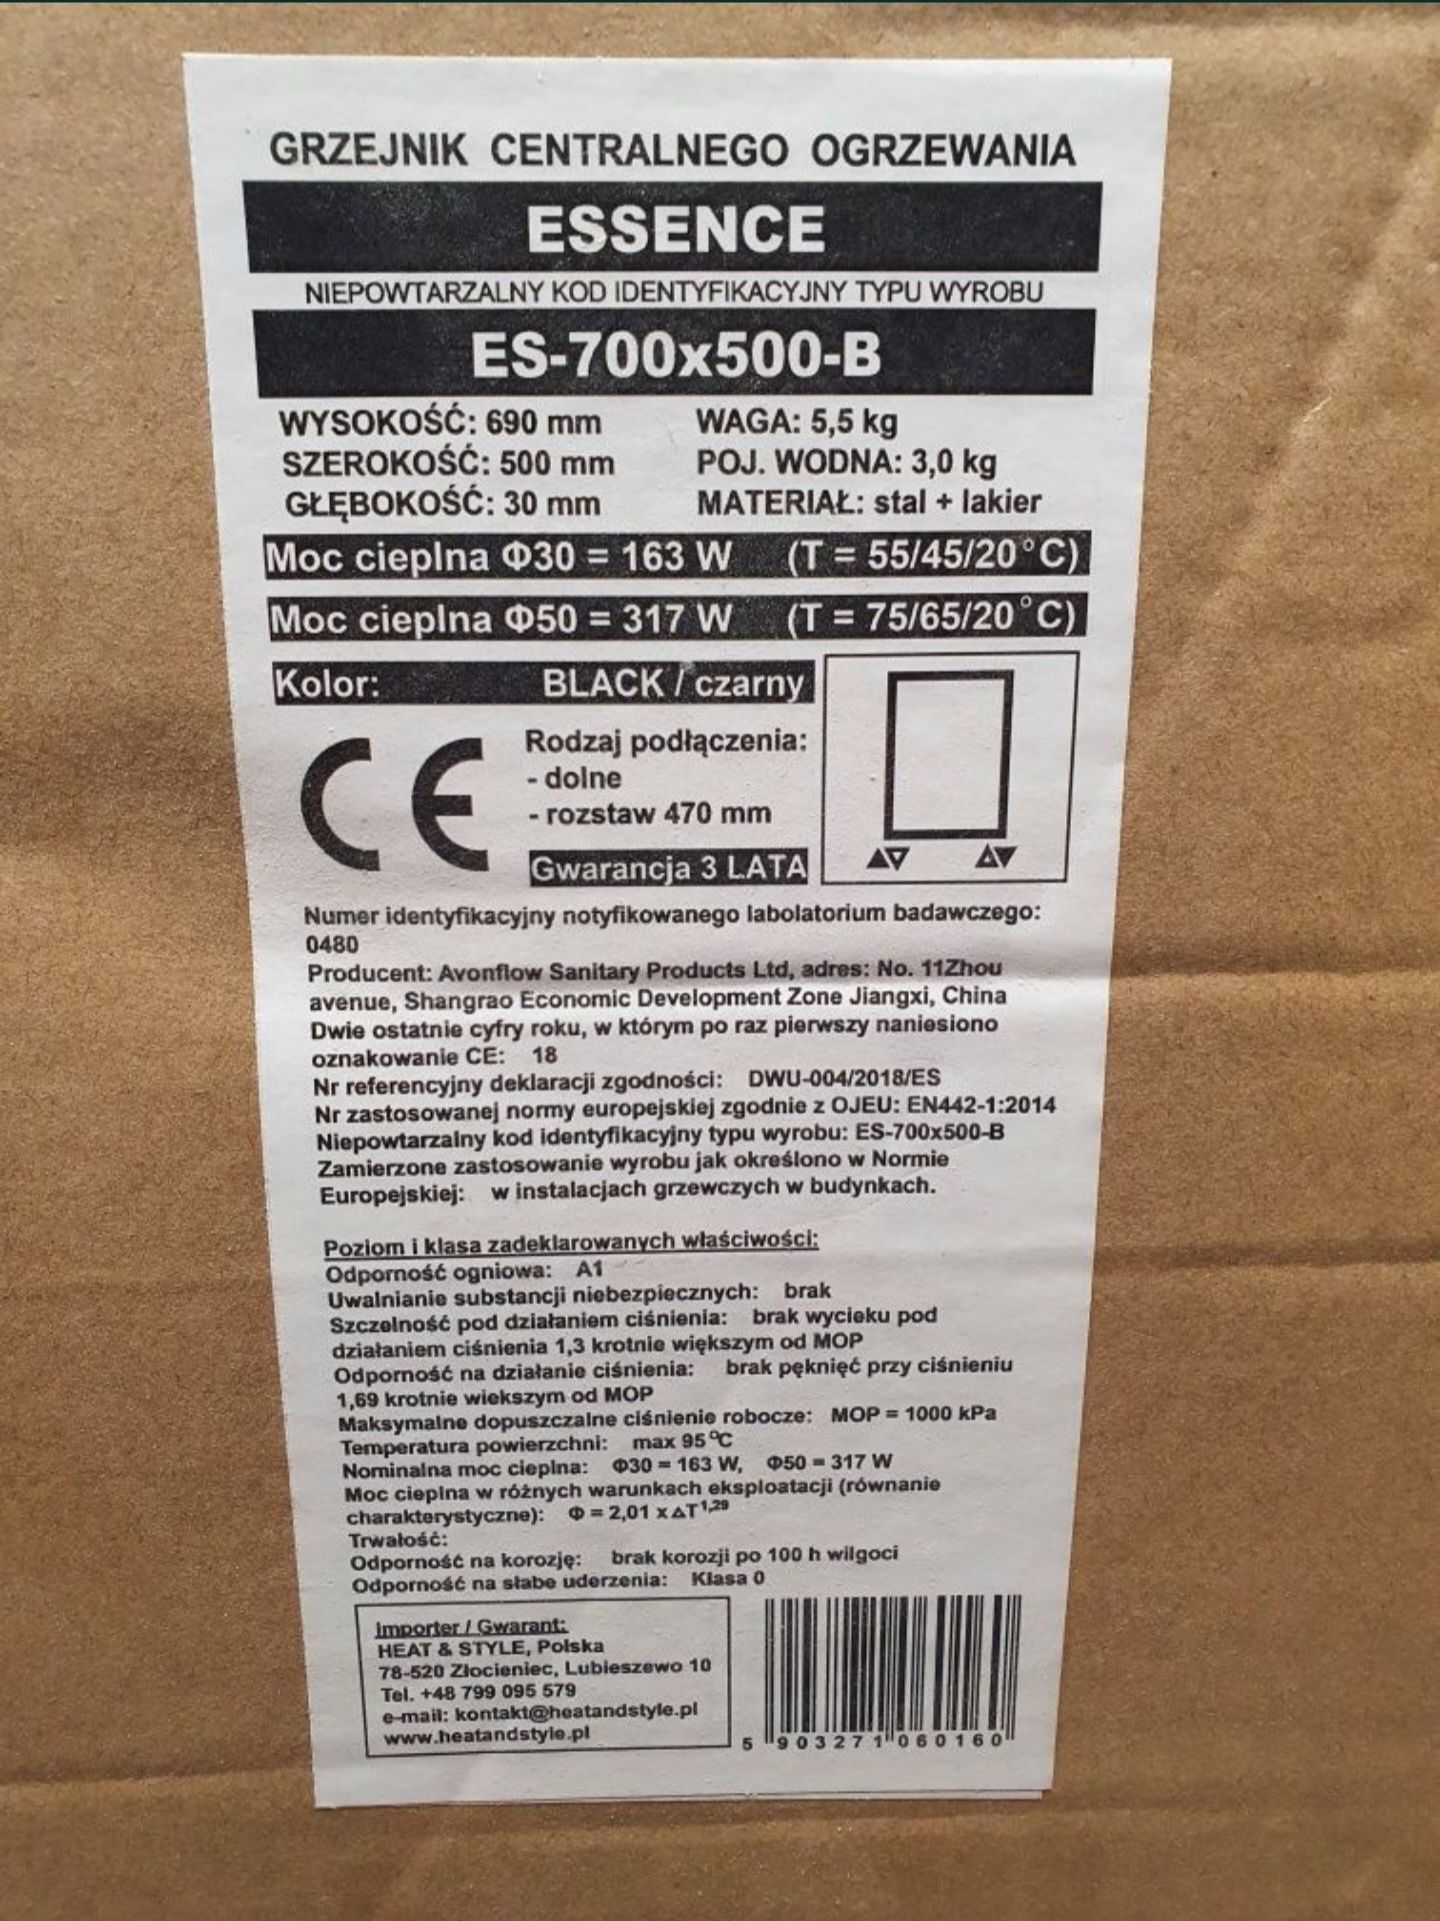 GRZEJNIK CENTRALNEGO OGRZEWANIA
ESSENCE
NIEPOWTARZALNY KOD IDENTYFIKACYJNY TYPU WYROBU
ES-700x500-B
WYSOKOŚĆ: 690 mm WAGA: 5,5 kg
SZEROKOŚĆ: 500 mm POJ. WODNA: 3,0 kg
GŁĘBOKOŚĆ: 30 mm MATERIAŁ: stal + lakier
Moc cieplna Φ30 = 163 W (T = 55/45/20°C)
Moc cieplna Φ50 = 317 W (T = 75/65/20°C)
Kolor: BLACK / czarny
CE
Rodzaj podłączenia:
- dolne
- rozstaw 470 mm
Gwarancja 3 LATA
Numer identyfikacyjny notyfikowanego labolatorium badawczego:
0480
Producent: Avonflow Sanitary Products Ltd, adres: No. 11Zhou
avenue, Shangrao Economic Development Zone Jiangxi, China
Dwie ostatnie cyfry roku, w którym po raz pierwszy naniesiono
oznakowanie CE: 18
Nr referencyjny deklaracji zgodności: DWU-004/2018/ES
Nr zastosowanej normy europejskiej zgodnie z OJEU: EN442-1:2014
Niepowtarzalny kod identyfikacyjny typu wyrobu: ES-700x500-B
Zamierzone zastosowanie wyrobu jak określono w Normie
Europejskiej: w instalacjach grzewczych w budynkach.
Poziom i klasa zadeklarowanych właściwości:
Odporność ogniowa: A1
Uwalnianie substancji niebezpiecznych: brak
Szczelność pod działaniem ciśnienia: brak wycieku pod
działaniem ciśnienia 1,3 krotnie większym od MOP
Odporność na działanie ciśnienia: brak pęknięć przy ciśnieniu
1,69 krotnie wiekszym od MOP
Maksymalne dopuszczalne ciśnienie robocze: MOP = 1000 kPa
Temperatura powierzchni: max 95°C
Nominalna moc cieplna: Φ30 = 163 W, Φ50 = 317 W
Moc cieplna w różnych warunkach eksploatacji (równanie
charakterystyczne): Φ = 2,01 x ΔT¹,²⁹
Trwałość:
Odporność na korozję: brak korozji po 100 h wilgoci
Odporność na słabe uderzenia: Klasa 0
Importer / Gwarant:
HEAT & STYLE, Polska
78-520 Złocieniec, Lubieszewo 10
Tel. +48 799 095 579
e-mail: kontakt@heatandstyle.pl
www.heatandstyle.pl
5 903271 060160